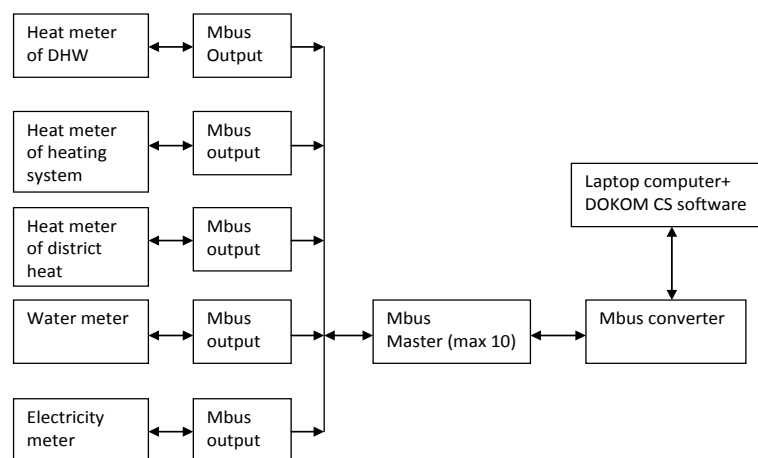 Heat meter
of DHW
Mbus
Output
Heat meter
of heating
system
Mbus
output
Laptop computer+
DOKOM CS software
Heat meter
of district
heat
Mbus
output
Water meter
Mbus
output
Mbus
Master (max 10)
Mbus converter
Electricity
meter
Mbus
output